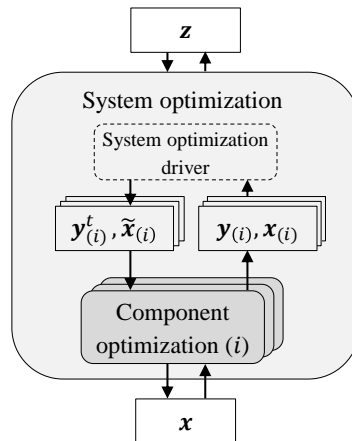 z
System optimization
System optimization
driver
y^t_(i), x̃_(i)
y_(i), x_(i)
Component
optimization (i)
x